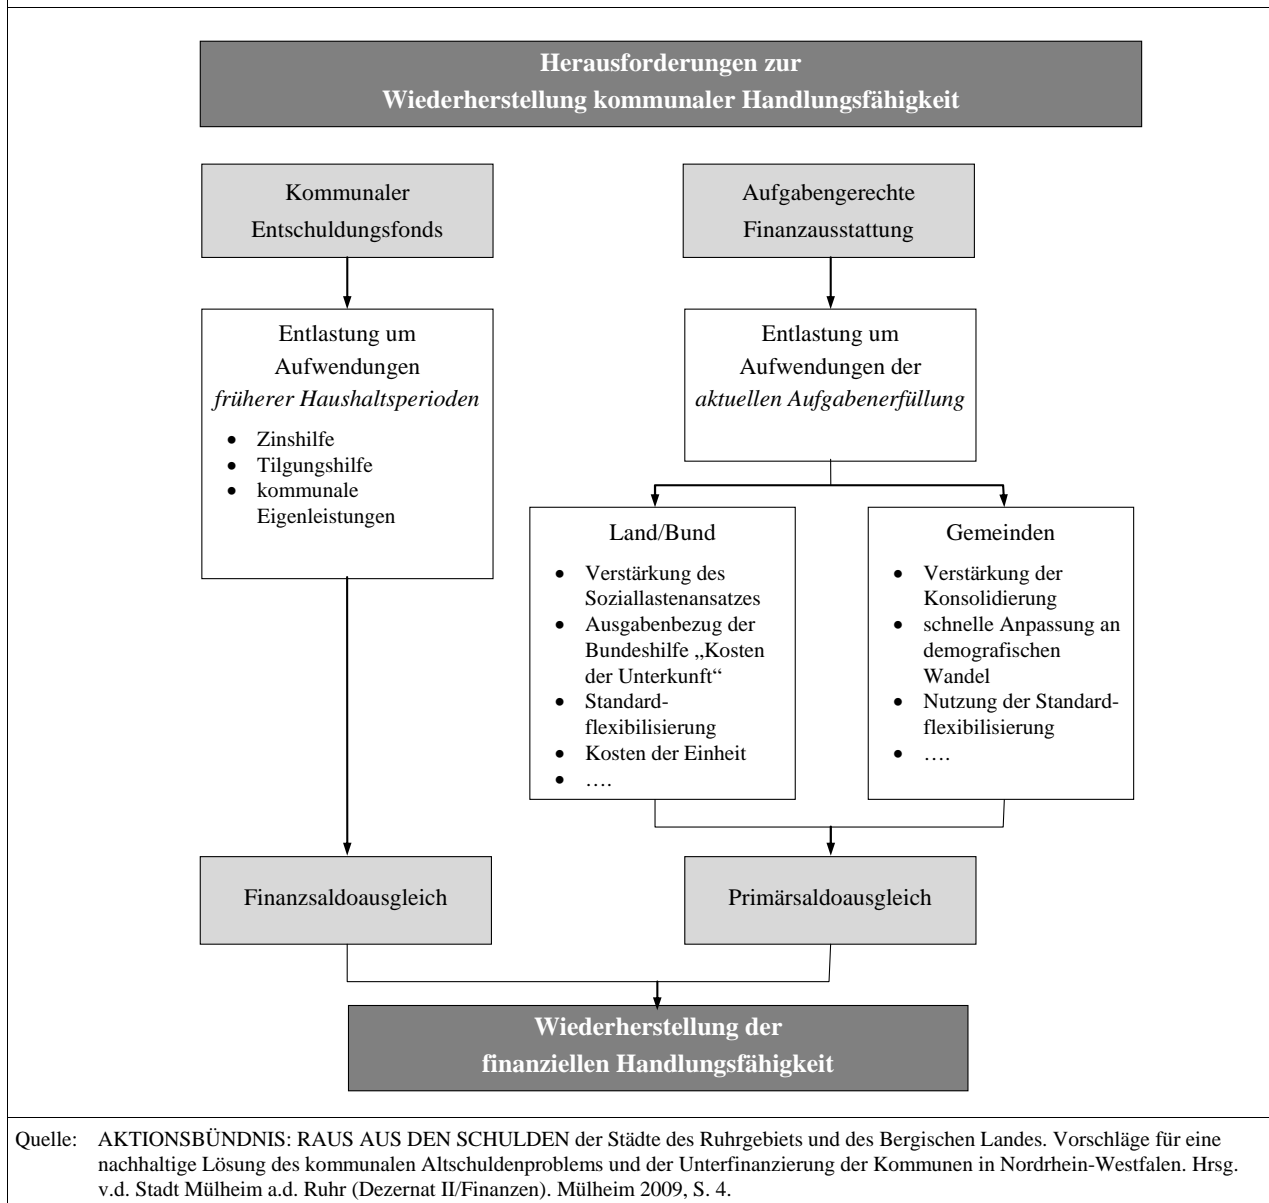 Herausforderungen zur
Wiederherstellung kommunaler Handlungsfähigkeit
Kommunaler
Entschuldungsfonds
Aufgabengerechte
Finanzausstattung
Entlastung um
Aufwendungen
früherer Haushaltsperioden
• Zinshilfe
• Tilgungshilfe
• kommunale
Eigenleistungen
Entlastung um
Aufwendungen der
aktuellen Aufgabenerfüllung
Land/Bund
• Verstärkung des
Soziallastenansatzes
• Ausgabenbezug der
Bundeshilfe „Kosten
der Unterkunft“
• Standard-
flexibilisierung
• Kosten der Einheit
• ….
Gemeinden
• Verstärkung der
Konsolidierung
• schnelle Anpassung an
demografischen
Wandel
• Nutzung der Standard-
flexibilisierung
• ….
Finanzsaldoausgleich
Primärsaldoausgleich
Wiederherstellung der
finanziellen Handlungsfähigkeit
Quelle: AKTIONSBÜNDNIS: RAUS AUS DEN SCHULDEN der Städte des Ruhrgebiets und des Bergischen Landes. Vorschläge für eine
nachhaltige Lösung des kommunalen Altschuldenproblems und der Unterfinanzierung der Kommunen in Nordrhein-Westfalen. Hrsg.
v.d. Stadt Mülheim a.d. Ruhr (Dezernat II/Finanzen). Mülheim 2009, S. 4.